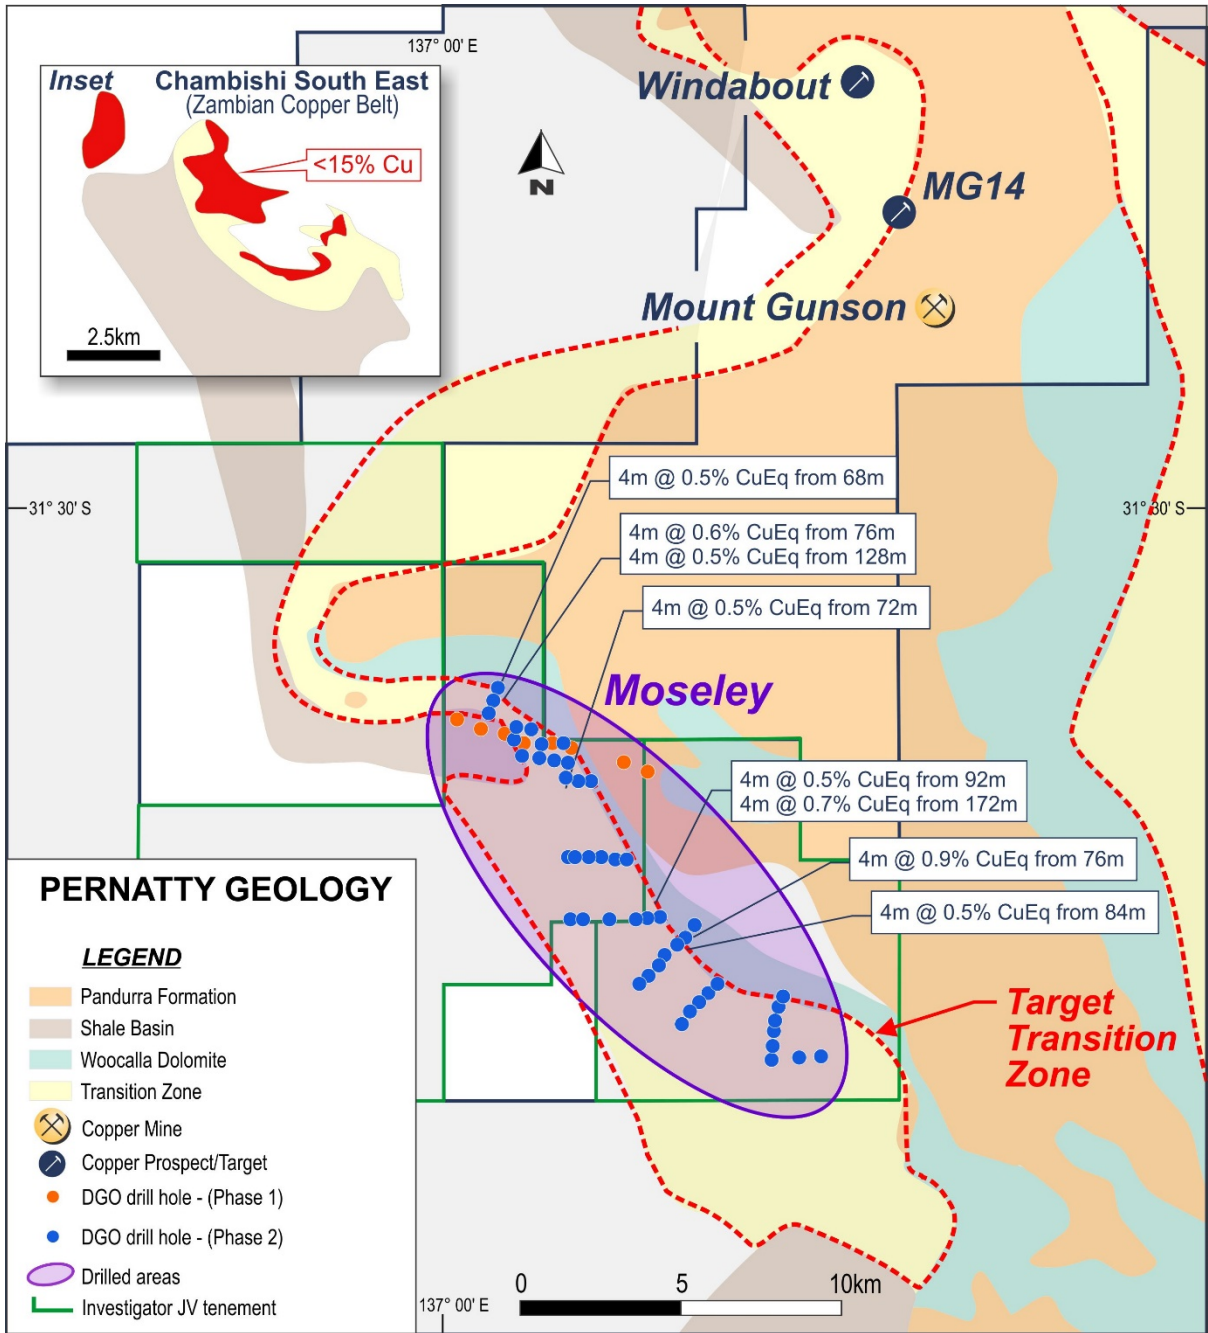 137° 00' E
Inset
Chambishi South East
(Zambian Copper Belt)
<15% Cu
2.5km
N
Windabout
MG14
Mount Gunson
31° 30' S
31° 30' S
4m @ 0.5% CuEq from 68m
4m @ 0.6% CuEq from 76m
4m @ 0.5% CuEq from 128m
4m @ 0.5% CuEq from 72m
Moseley
4m @ 0.5% CuEq from 92m
4m @ 0.7% CuEq from 172m
4m @ 0.9% CuEq from 76m
4m @ 0.5% CuEq from 84m
Target
Transition
Zone
PERNATTY GEOLOGY
LEGEND
Pandurra Formation
Shale Basin
Woocalla Dolomite
Transition Zone
Copper Mine
Copper Prospect/Target
DGO drill hole - (Phase 1)
DGO drill hole - (Phase 2)
Drilled areas
Investigator JV tenement
0 5 10km
137° 00' E